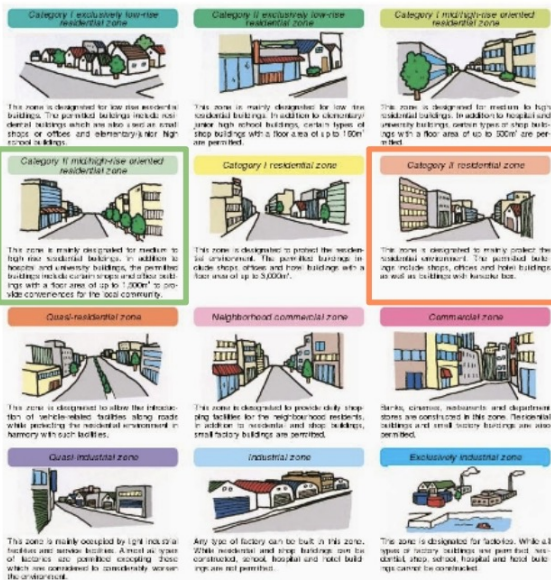 Category I exclusively low-rise
residential zone
This zone is designated for low rise residential
buildings. The permitted buildings include resi-
dential buildings which are also used as small
shops or offices and elementary/junior high
school buildings.
Category II exclusively low-rise
residential zone
This zone is mainly designated for low rise
residential buildings. In addition to elementary/
junior high school buildings, certain types of
shop buildings with a floor area of up to 150m²
are permitted.
Category I mid/high-rise oriented
residential zone
This zone is designated for medium to high
residential buildings. In addition to hospital and
university buildings, certain types of shop build-
ings with a floor area of up to 500m² are per-
mitted.
Category II mid/high-rise oriented
residential zone
This zone is mainly designated for medium to
high rise residential buildings. In addition to
hospital and university buildings, the permitted
buildings include certain shops and office build-
ings with a floor area of up to 1,500m² to pro-
vide conveniences for the local community.
Category I residential zone
This zone is designated to protect the residen-
tial environment. The permitted buildings in-
clude shops, offices and hotel buildings with a
floor area of up to 3,000m².
Category II residential zone
This zone is designated to mainly protect the
residential environment. The permitted build-
ings include shops, offices and hotel buildings
as well as buildings with karaoke box.
Quasi-residential zone
This zone is designated to allow the introduc-
tion of vehicle-related facilities along roads
while protecting the residential environment in
harmony with such facilities.
Neighborhood commercial zone
This zone is designated to provide daily shop-
ping facilities for the neighbourhood residents.
In addition to residential and shop buildings,
small factory buildings are permitted.
Commercial zone
Banks, cinemas, restaurants and department
stores are constructed in this zone. Residential
buildings and small factory buildings are also
permitted.
Quasi-industrial zone
This zone is mainly occupied by light industrial
facilities and service facilities. Almost all types
of factories are permitted excepting those
which are considered to considerably worsen
the environment.
Industrial zone
Any type of factory can be built in this zone.
While residential and shop buildings can be
constructed, school, hospital and hotel build-
ings are not permitted.
Exclusively industrial zone
This zone is designated for factories. While all
types of factory buildings are permitted, resi-
dential, shop, school, hospital and hotel build-
ings cannot be constructed.